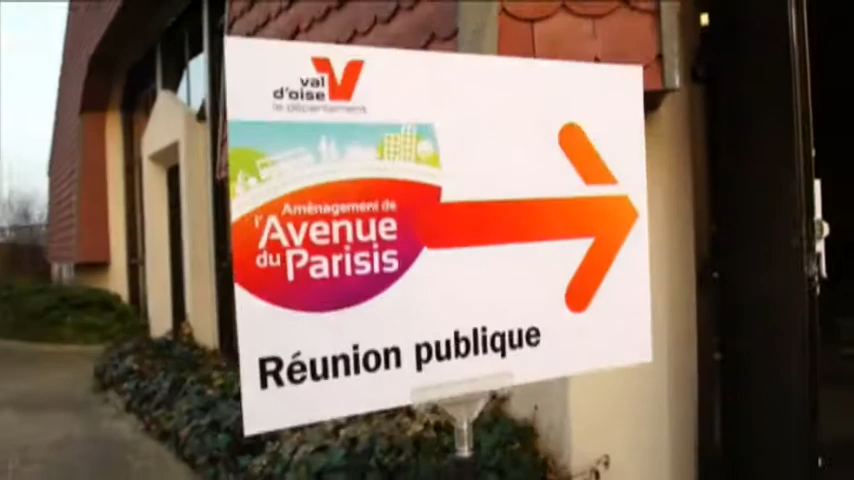 val
d'oise
le département
Aménagement de
l'Avenue
du Parisis
Réunion publique